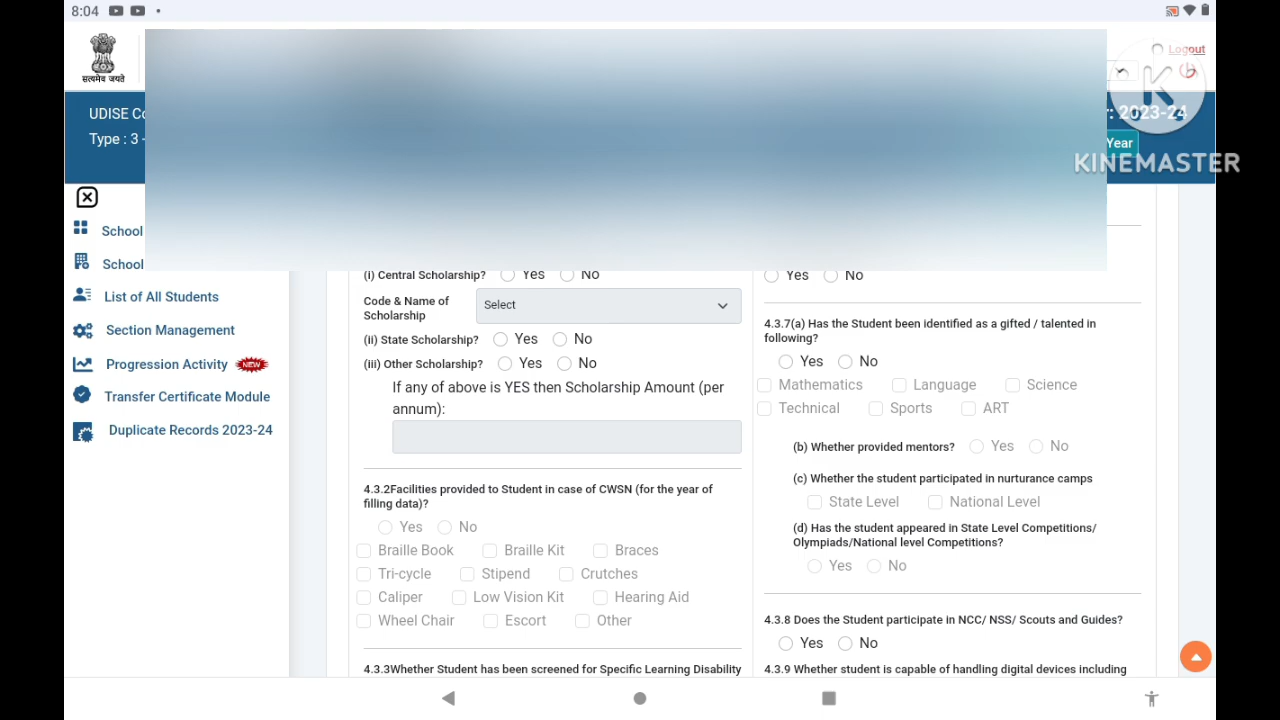 8:04
सत्यमेव जयते
Logout
UDISE Co
: 2023-24
Type : 3 -
Year
KINEMASTER
School
School
List of All Students
Section Management
Progression Activity NEW
Transfer Certificate Module
Duplicate Records 2023-24
(i) Central Scholarship? Yes No
Code & Name of
Scholarship
Select
(ii) State Scholarship? Yes No
(iii) Other Scholarship? Yes No
If any of above is YES then Scholarship Amount (per
annum):
4.3.2Facilities provided to Student in case of CWSN (for the year of
filling data)?
Yes No
Braille Book Braille Kit Braces
Tri-cycle Stipend Crutches
Caliper Low Vision Kit Hearing Aid
Wheel Chair Escort Other
4.3.3Whether Student has been screened for Specific Learning Disability
Yes No
4.3.7(a) Has the Student been identified as a gifted / talented in
following?
Yes No
Mathematics Language Science
Technical Sports ART
(b) Whether provided mentors? Yes No
(c) Whether the student participated in nurturance camps
State Level National Level
(d) Has the student appeared in State Level Competitions/
Olympiads/National level Competitions?
Yes No
4.3.8 Does the Student participate in NCC/ NSS/ Scouts and Guides?
Yes No
4.3.9 Whether student is capable of handling digital devices including